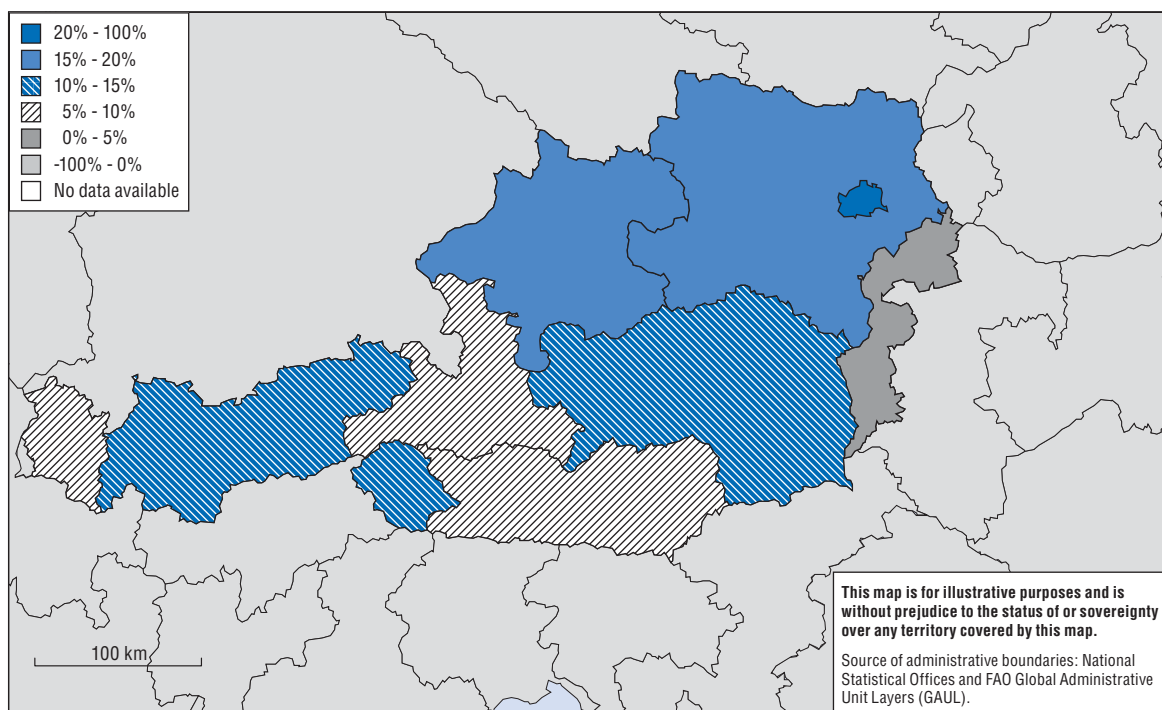 20% - 100%
15% - 20%
10% - 15%
5% - 10%
0% - 5%
-100% - 0%
No data available
100 km
This map is for illustrative purposes and is
without prejudice to the status of or sovereignty
over any territory covered by this map.
Source of administrative boundaries: National
Statistical Offices and FAO Global Administrative
Unit Layers (GAUL).